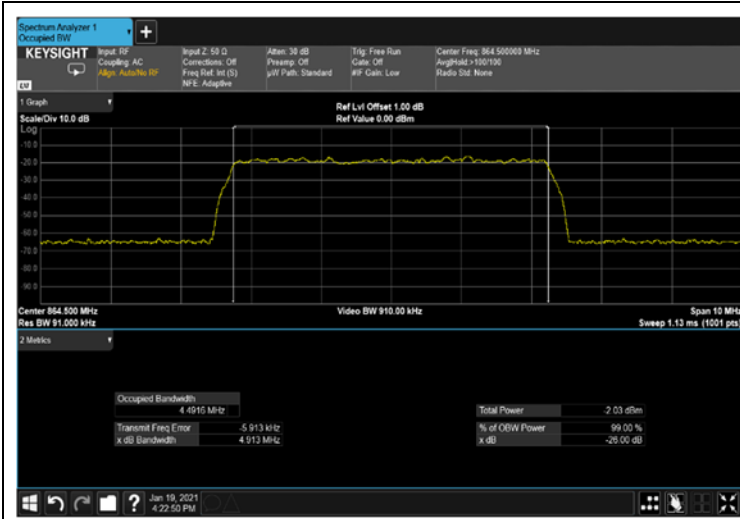 Spectrum Analyzer 1
Occupied BW
KEYSIGHT
Input: RF
Coupling: AC
Align: Auto/No RF
Input Z: 50 Ω
Corrections: Off
Freq Ref: Int (S)
NFE: Adaptive
Atten: 30 dB
Preamp: Off
µW Path: Standard
Trig: Free Run
Gate: Off
#IF Gain: Low
Center Freq: 864.500000 MHz
Avg|Hold:>100/100
Radio Std: None
LXI
1 Graph
Scale/Div 10.0 dB
Ref Lvl Offset 1.00 dB
Ref Value 0.00 dBm
Log
-10.0
-20.0
-30.0
-40.0
-50.0
-60.0
-70.0
-80.0
-90.0
Center 864.500 MHz
Res BW 91.000 kHz
Video BW 910.00 kHz
Span 10 MHz
Sweep 1.13 ms (1001 pts)
2 Metrics
Occupied Bandwidth
4.4916 MHz
Transmit Freq Error -5.913 kHz
x dB Bandwidth 4.913 MHz
Total Power -2.03 dBm
% of OBW Power 99.00 %
x dB -26.00 dB
?
Jan 19, 2021
4:22:50 PM